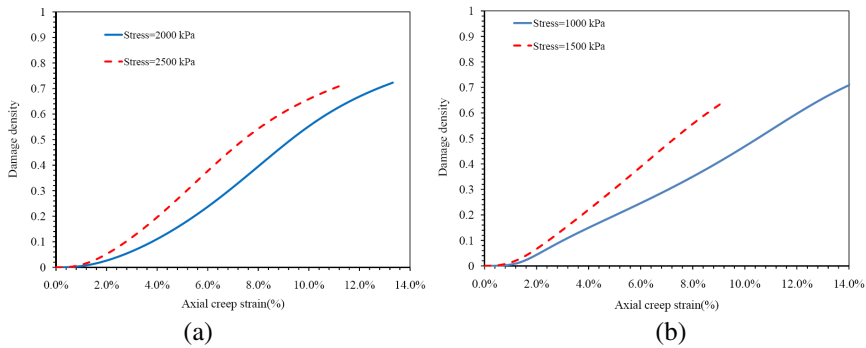 1
0.9
0.8
0.7
0.6
0.5
0.4
0.3
0.2
0.1
0
Damage density
Stress=2000 kPa
Stress=2500 kPa
0.0% 2.0% 4.0% 6.0% 8.0% 10.0% 12.0% 14.0%
Axial creep strain(%)
(a)
1
0.9
0.8
0.7
0.6
0.5
0.4
0.3
0.2
0.1
0
Damage density
Stress=1000 kPa
Stress=1500 kPa
0.0% 2.0% 4.0% 6.0% 8.0% 10.0% 12.0% 14.0%
Axial creep strain(%)
(b)